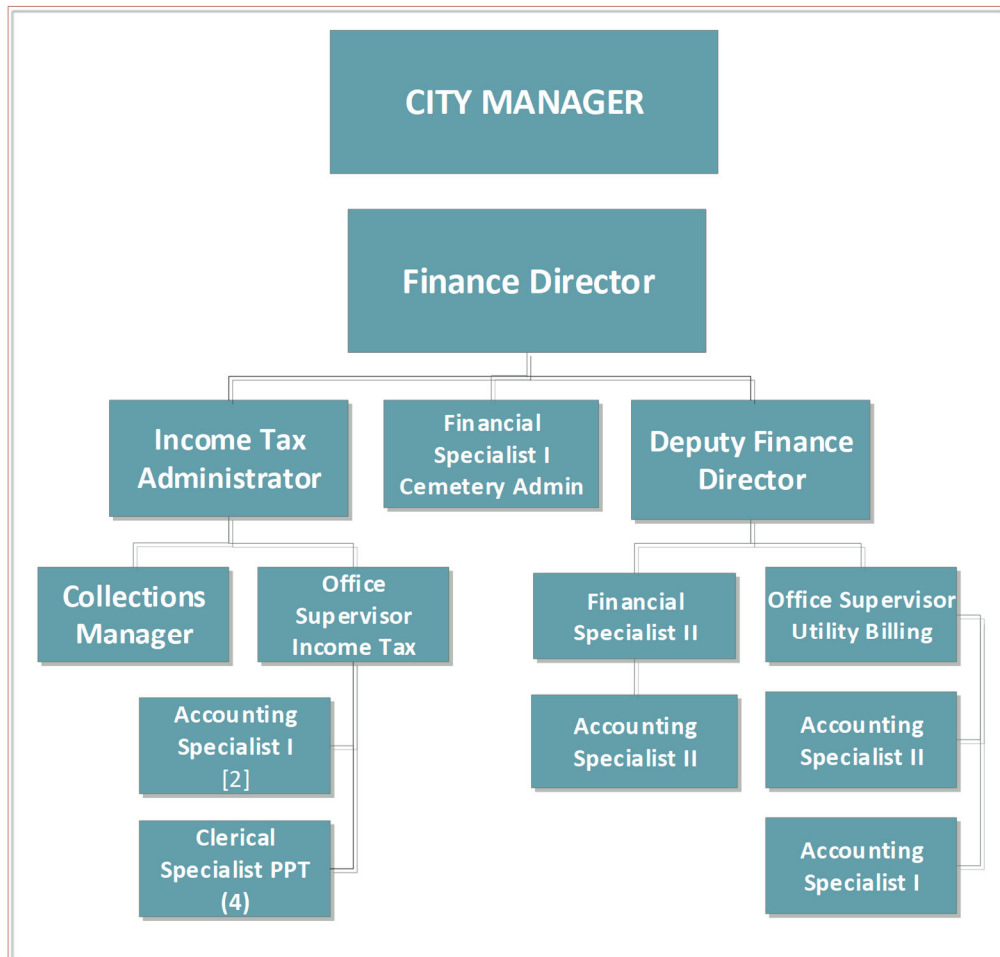 CITY MANAGER
Finance Director
Income Tax
Administrator
Financial
Specialist I
Cemetery Admin
Deputy Finance
Director
Collections
Manager
Office
Supervisor
Income Tax
Financial
Specialist II
Office Supervisor
Utility Billing
Accounting
Specialist I
[2]
Accounting
Specialist II
Accounting
Specialist II
Clerical
Specialist PPT
(4)
Accounting
Specialist I